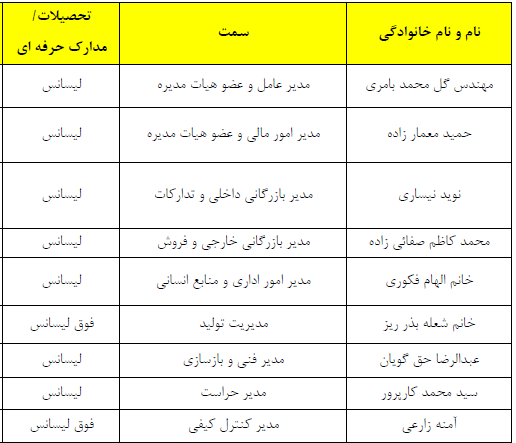 نام و نام خانوادگی سمت تحصیلات/
مدارک حرفه ای
مهندس گل محمد بامری مدیر عامل و عضو هیات مدیره لیسانس
حمید معمار زاده مدیر امور مالی و عضو هیات مدیره لیسانس
نوید نیساری مدیر بازرگانی داخلی و تدارکات لیسانس
محمد کاظم صفائی زاده مدیر بازرگانی خارجی و فروش لیسانس
خانم الهام فکوری مدیر امور اداری و منابع انسانی لیسانس
خانم شعله بذر ریز مدیریت تولید فوق لیسانس
عبدالرضا حق گویان مدیر فنی و بازسازی لیسانس
سید محمد کارپرور مدیر حراست لیسانس
آمنه زارعی مدیر کنترل کیفی فوق لیسانس